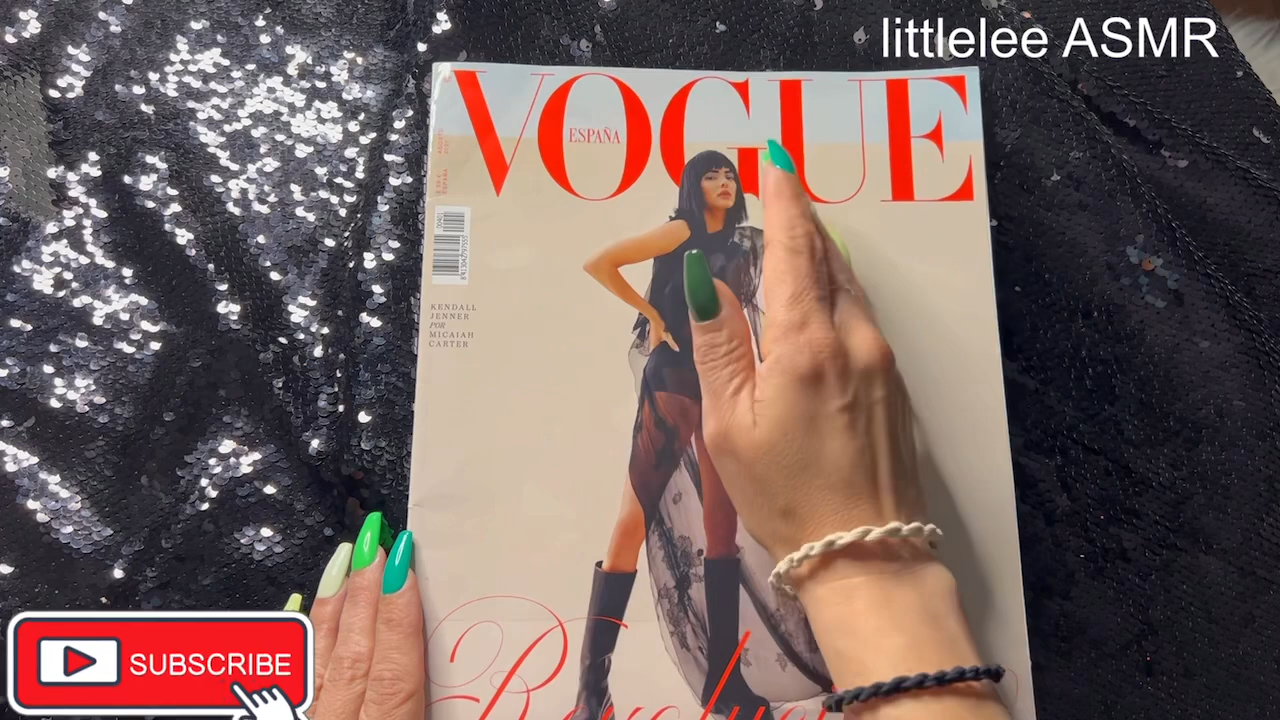 littlelee ASMR
VOGUE
ESPAÑA
KENDALL
JENNER
POR
MICAIAH
CARTER
SUBSCRIBE